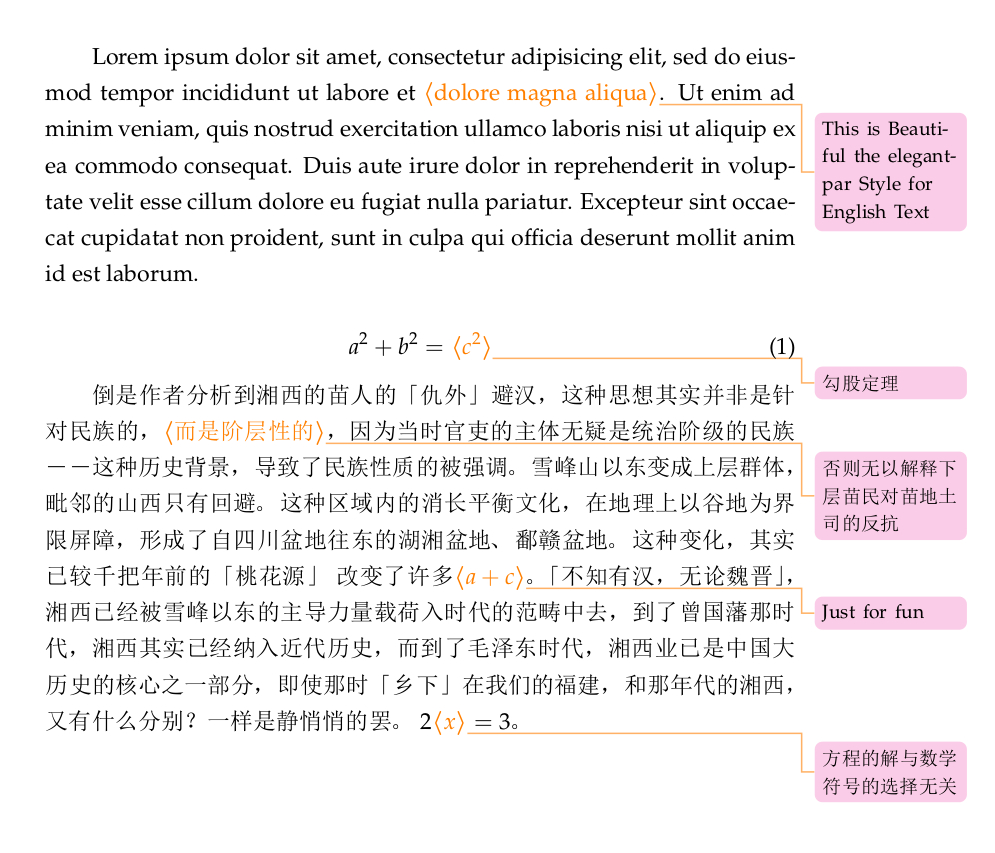 Lorem ipsum dolor sit amet, consectetur adipisicing elit, sed do eius-
mod tempor incididunt ut labore et ⟨dolore magna aliqua⟩. Ut enim ad
minim veniam, quis nostrud exercitation ullamco laboris nisi ut aliquip ex
ea commodo consequat. Duis aute irure dolor in reprehenderit in volup-
tate velit esse cillum dolore eu fugiat nulla pariatur. Excepteur sint occae-
cat cupidatat non proident, sunt in culpa qui officia deserunt mollit anim
id est laborum.
This is Beauti-
ful the elegant-
par Style for
English Text
a² + b² = ⟨c²⟩ (1)
勾股定理
倒是作者分析到湘西的苗人的「仇外」避汉，这种思想其实并非是针
对民族的，⟨而是阶层性的⟩，因为当时官吏的主体无疑是统治阶级的民族
－－这种历史背景，导致了民族性质的被强调。雪峰山以东变成上层群体，
毗邻的山西只有回避。这种区域内的消长平衡文化，在地理上以谷地为界
限屏障，形成了自四川盆地往东的湖湘盆地、鄱赣盆地。这种变化，其实
已较千把年前的「桃花源」 改变了许多⟨a + c⟩。「不知有汉，无论魏晋」，
湘西已经被雪峰以东的主导力量载荷入时代的范畴中去，到了曾国藩那时
代，湘西其实已经纳入近代历史，而到了毛泽东时代，湘西业已是中国大
历史的核心之一部分，即使那时「乡下」在我们的福建，和那年代的湘西，
又有什么分别？一样是静悄悄的罢。 2⟨x⟩ = 3。
否则无以解释下
层苗民对苗地土
司的反抗
Just for fun
方程的解与数学
符号的选择无关